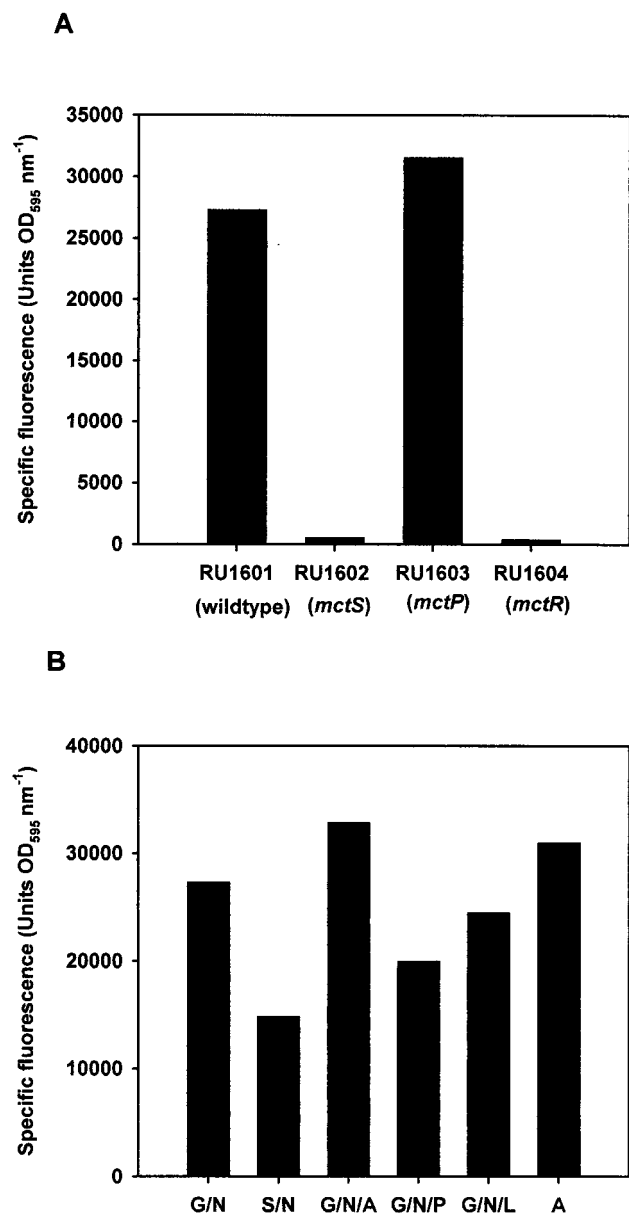 A
Specific fluorescence (Units OD595 nm-1)
35000
30000
25000
20000
15000
10000
5000
0
RU1601 RU1602 RU1603 RU1604
(wildtype) (mctS) (mctP) (mctR)
B
Specific fluorescence (Units OD595 nm-1)
40000
30000
20000
10000
0
G/N S/N G/N/A G/N/P G/N/L A